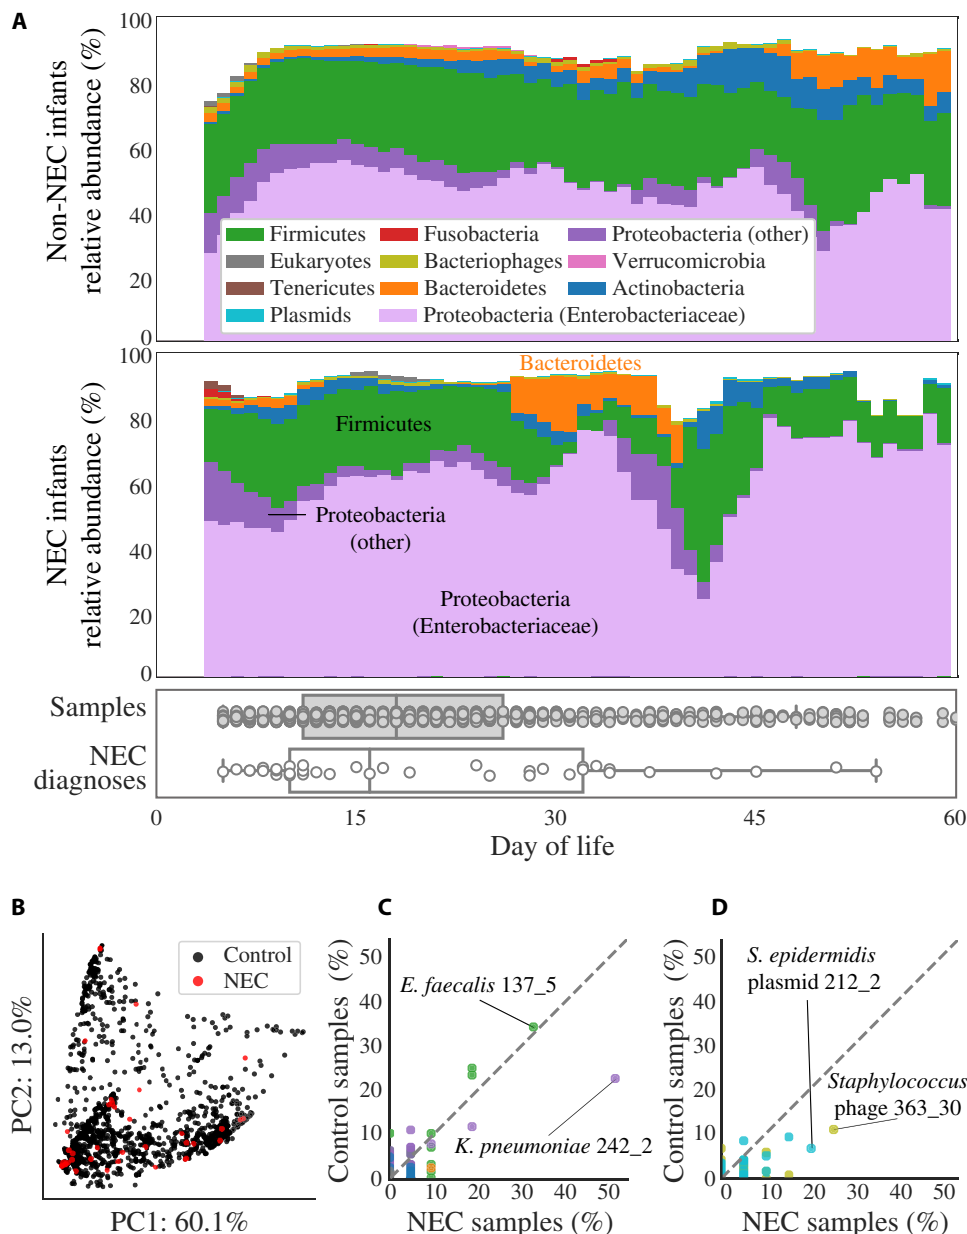 A
Non-NEC infants
relative abundance (%)
100
80
60
40
20
0
Firmicutes
Fusobacteria
Proteobacteria (other)
Eukaryotes
Bacteriophages
Verrucomicrobia
Tenericutes
Bacteroidetes
Actinobacteria
Plasmids
Proteobacteria (Enterobacteriaceae)
NEC infants
relative abundance (%)
100
80
60
40
20
0
Bacteroidetes
Firmicutes
Proteobacteria
(other)
Proteobacteria
(Enterobacteriaceae)
Samples
NEC
diagnoses
0
15
30
45
60
Day of life
B
PC2: 13.0%
Control
NEC
PC1: 60.1%
C
Control samples (%)
50
40
30
20
10
0
E. faecalis 137_5
K. pneumoniae 242_2
0
10
20
30
40
50
NEC samples (%)
D
Control samples (%)
50
40
30
20
10
0
S. epidermidis
plasmid 212_2
Staphylococcus
phage 363_30
0
10
20
30
40
50
NEC samples (%)